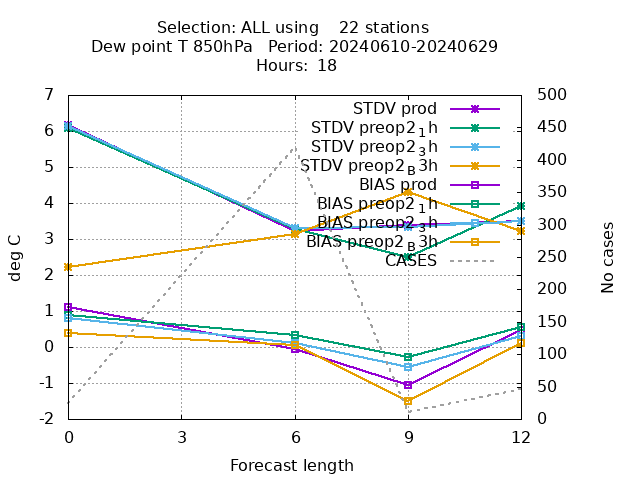 Selection: ALL using    22 stations
Dew point T 850hPa   Period: 20240610-20240629
Hours: 18
7
6
5
4
3
2
1
0
-1
-2
500
450
400
350
300
250
200
150
100
50
0
deg C
No cases
STDV prod
STDV preop2_1h
STDV preop2_3h
STDV preop2_B3h
BIAS prod
BIAS preop2_1h
BIAS preop2_3h
BIAS preop2_B3h
CASES
0 3 6 9 12
Forecast length